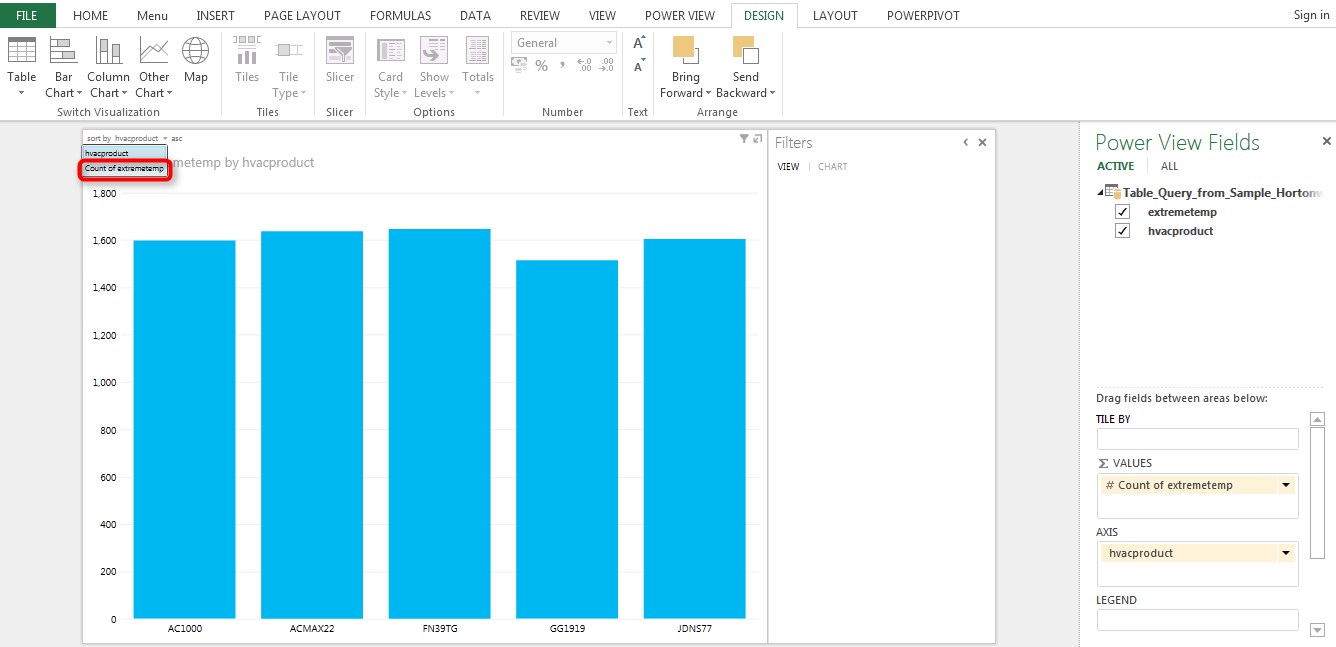 FILE HOME Menu INSERT PAGE LAYOUT FORMULAS DATA REVIEW VIEW POWER VIEW DESIGN LAYOUT POWERPIVOT Sign in
Table Bar Chart Column Chart Other Chart Map
Switch Visualization
Tiles Tile Type
Tiles
Slicer
Slicer
Card Style Show Levels Totals
Options
General
% , .0 .00 .00 .0
Number
A A
Text
Bring Forward Send Backward
Arrange
sort by hvacproduct asc
hvacproduct
Count of extremetemp
metemp by hvacproduct
1,800
1,600
1,400
1,200
1,000
800
600
400
200
0
AC1000 ACMAX22 FN39TG GG1919 JDNS77
Filters
VIEW CHART
Power View Fields
ACTIVE ALL
Table_Query_from_Sample_Horton
extremetemp
hvacproduct
Drag fields between areas below:
TILE BY
Σ VALUES
# Count of extremetemp
AXIS
hvacproduct
LEGEND